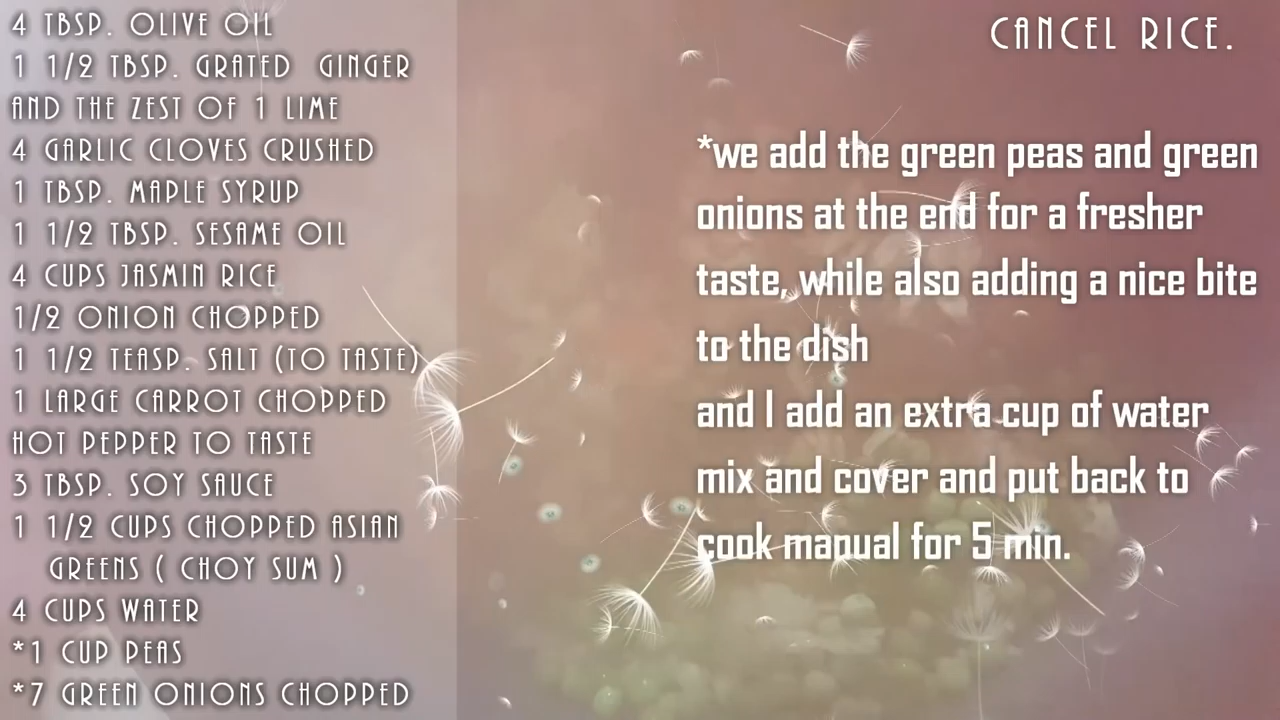 4 TBSP. OLIVE OIL
1 1/2 TBSP. GRATED GINGER
AND THE ZEST OF 1 LIME
4 GARLIC CLOVES CRUSHED
1 TBSP. MAPLE SYRUP
1 1/2 TBSP. SESAME OIL
4 CUPS JASMIN RICE
1/2 ONION CHOPPED
1 1/2 TEASP. SALT (TO TASTE)
1 LARGE CARROT CHOPPED
HOT PEPPER TO TASTE
3 TBSP. SOY SAUCE
1 1/2 CUPS CHOPPED ASIAN
GREENS ( CHOY SUM )
4 CUPS WATER
*1 CUP PEAS
*7 GREEN ONIONS CHOPPED
CANCEL RICE.
*we add the green peas and green
onions at the end for a fresher
taste, while also adding a nice bite
to the dish
and I add an extra cup of water
mix and cover and put back to
cook manual for 5 min.